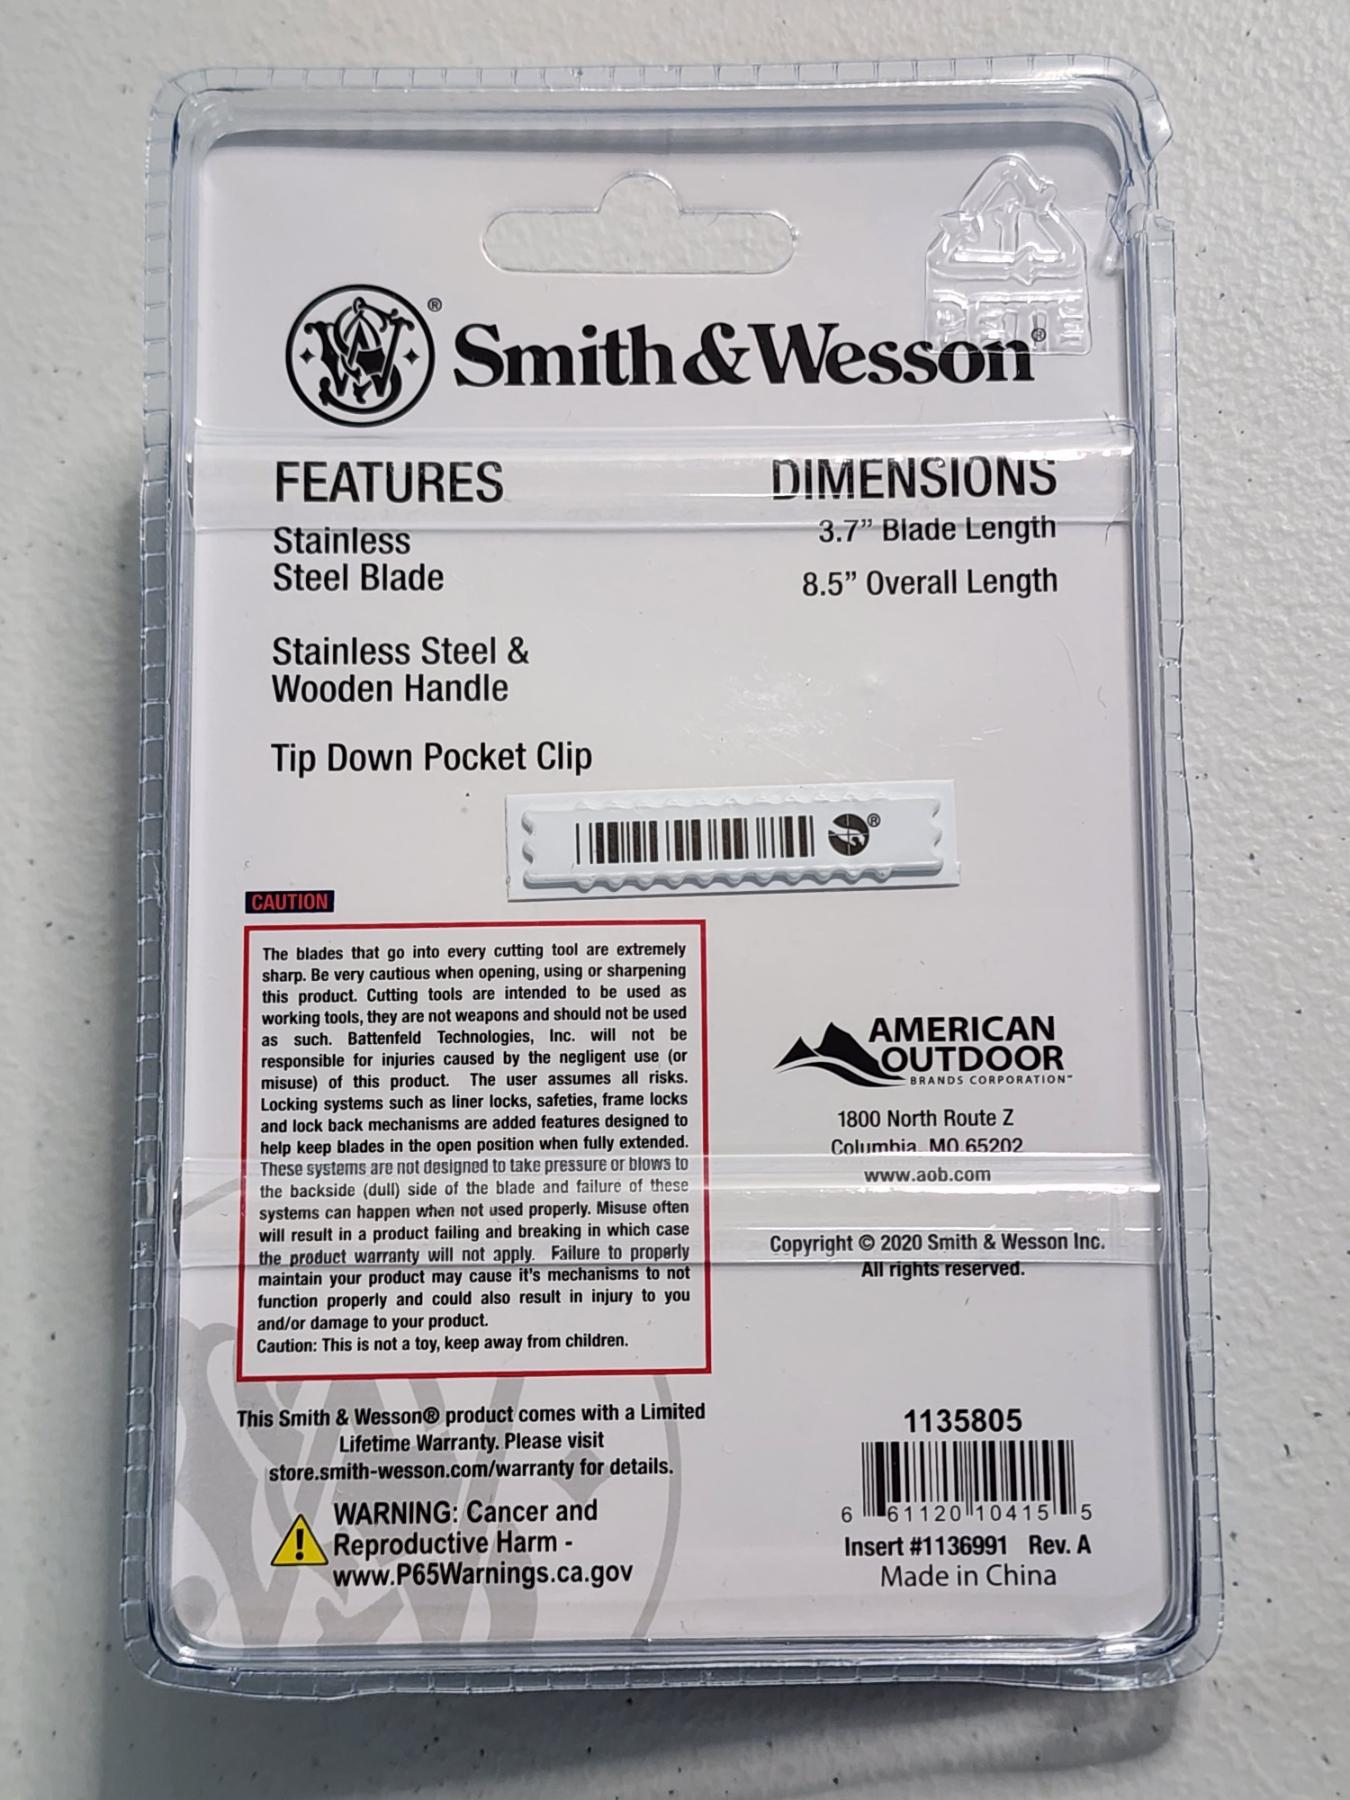 PETE
Smith & Wesson®
FEATURES
Stainless
Steel Blade
Stainless Steel &
Wooden Handle
Tip Down Pocket Clip
DIMENSIONS
3.7” Blade Length
8.5” Overall Length
CAUTION
The blades that go into every cutting tool are extremely
sharp. Be very cautious when opening, using or sharpening
this product. Cutting tools are intended to be used as
working tools, they are not weapons and should not be used
as such. Battenfeld Technologies, Inc. will not be
responsible for injuries caused by the negligent use (or
misuse) of this product. The user assumes all risks.
Locking systems such as liner locks, safeties, frame locks
and lock back mechanisms are added features designed to
help keep blades in the open position when fully extended.
These systems are not designed to take pressure or blows to
the backside (dull) side of the blade and failure of these
systems can happen when not used properly. Misuse often
will result in a product failing and breaking in which case
the product warranty will not apply. Failure to properly
maintain your product may cause it's mechanisms to not
function properly and could also result in injury to you
and/or damage to your product.
Caution: This is not a toy, keep away from children.
This Smith & Wesson® product comes with a Limited
Lifetime Warranty. Please visit
store.smith-wesson.com/warranty for details.
WARNING: Cancer and
Reproductive Harm -
www.P65Warnings.ca.gov
AMERICAN
OUTDOOR
BRANDS CORPORATION™
1800 North Route Z
Columbia, MO 65202
www.aob.com
Copyright © 2020 Smith & Wesson Inc.
All rights reserved.
1135805
6 61120 10415 5
Insert #1136991 Rev. A
Made in China